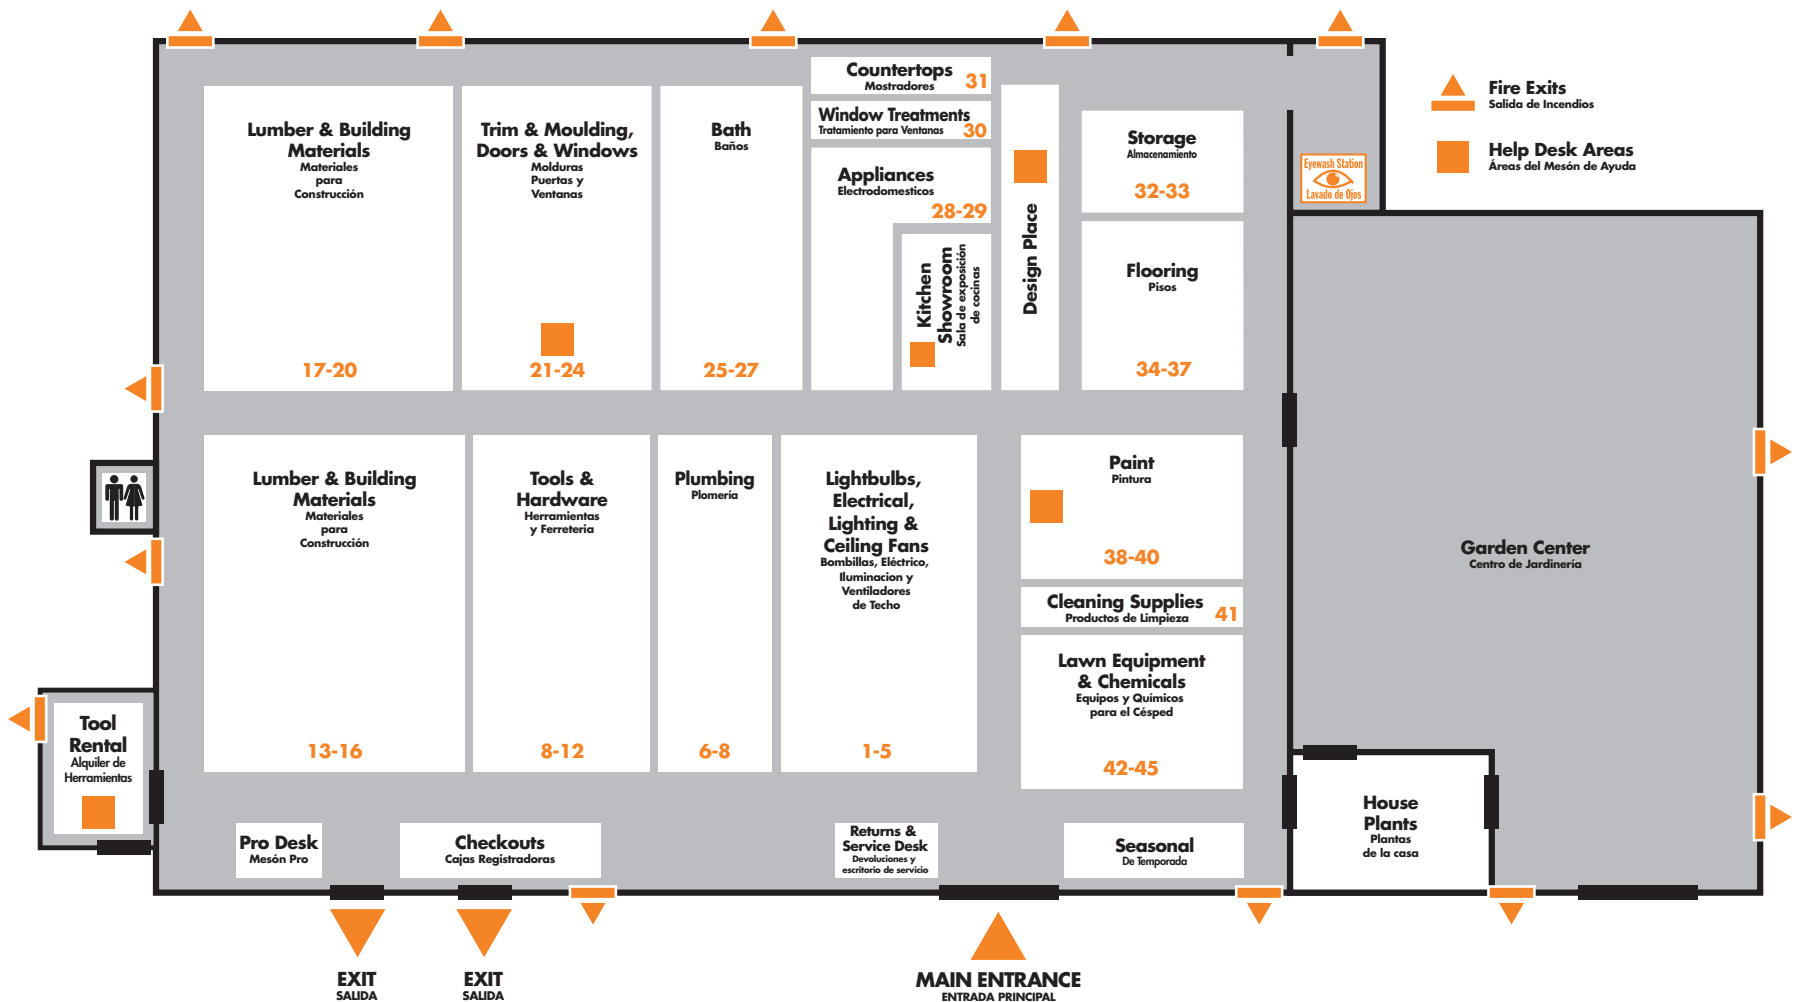 Fire Exits
Salida de Incendios
Help Desk Areas
Áreas del Mesón de Ayuda
Lumber & Building
Materials
Materiales
para
Construcción
17-20
Trim & Moulding,
Doors & Windows
Molduras
Puertas y
Ventanas
21-24
Bath
Baños
25-27
Countertops
Mostradores
31
Window Treatments
Tratamiento para Ventanas
30
Appliances
Electrodomesticos
28-29
Kitchen
Showroom
Sala de exposición
de cocinas
Design Place
Storage
Almacenamiento
32-33
Flooring
Pisos
34-37
Eyewash Station
Lavado de Ojos
Lumber & Building
Materials
Materiales
para
Construcción
13-16
Tools &
Hardware
Herramientas
y Ferreteria
8-12
Plumbing
Plomería
6-8
Lightbulbs,
Electrical,
Lighting &
Ceiling Fans
Bombillas, Eléctrico,
Iluminacion y
Ventiladores
de Techo
1-5
Paint
Pintura
38-40
Cleaning Supplies
Productos de Limpieza
41
Lawn Equipment
& Chemicals
Equipos y Químicos
para el Césped
42-45
Garden Center
Centro de Jardinería
Tool
Rental
Alquiler de
Herramientas
Pro Desk
Mesón Pro
Checkouts
Cajas Registradoras
Returns &
Service Desk
Devoluciones y
escritorio de servicio
Seasonal
De Temporada
House
Plants
Plantas
de la casa
EXIT
SALIDA
EXIT
SALIDA
MAIN ENTRANCE
ENTRADA PRINCIPAL